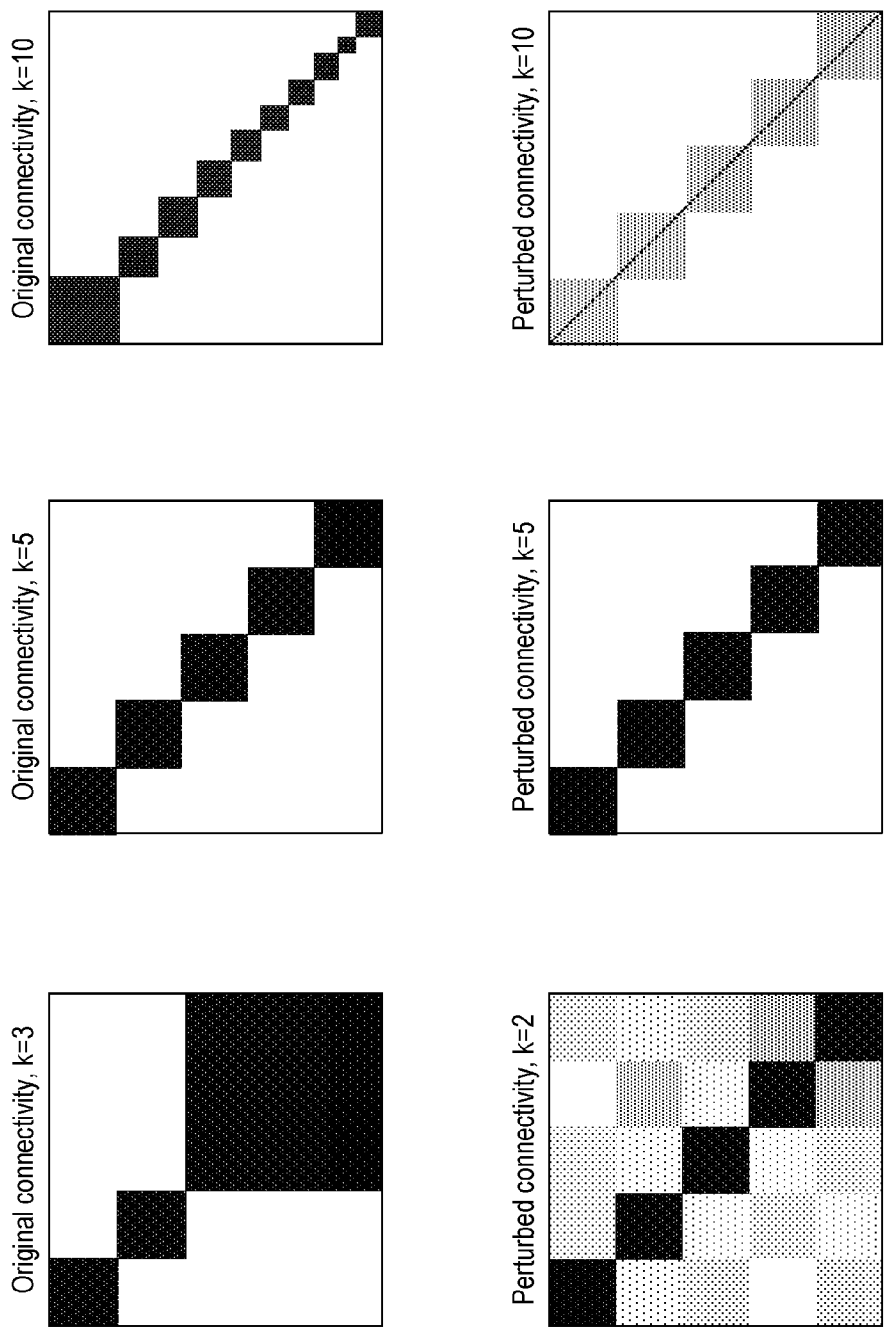 Original connectivity, k=3
Original connectivity, k=5
Original connectivity, k=10
Perturbed connectivity, k=2
Perturbed connectivity, k=5
Perturbed connectivity, k=10